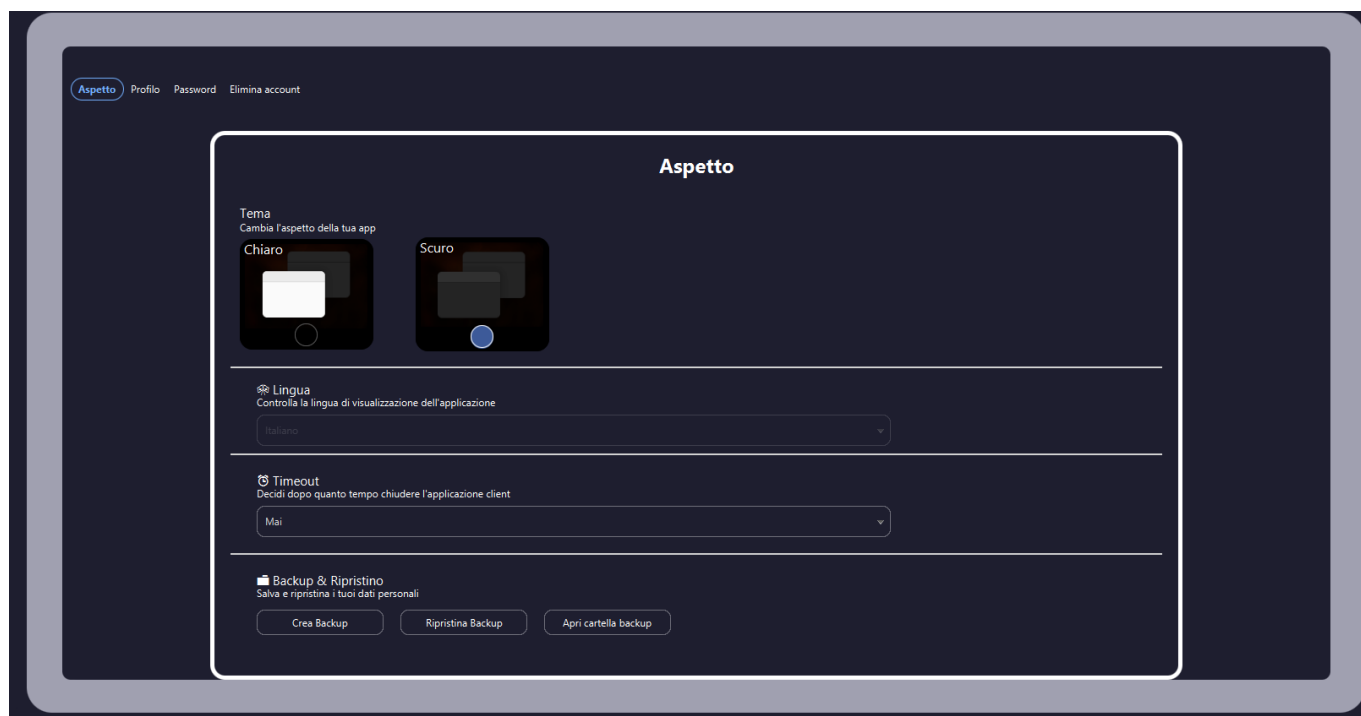 Aspetto Profilo Password Elimina account
Aspetto
Tema
Cambia l'aspetto della tua app
Chiaro
Scuro
Lingua
Controlla la lingua di visualizzazione dell'applicazione
Italiano
Timeout
Decidi dopo quanto tempo chiudere l'applicazione client
Mai
Backup & Ripristino
Salva e ripristina i tuoi dati personali
Crea Backup Ripristina Backup Apri cartella backup